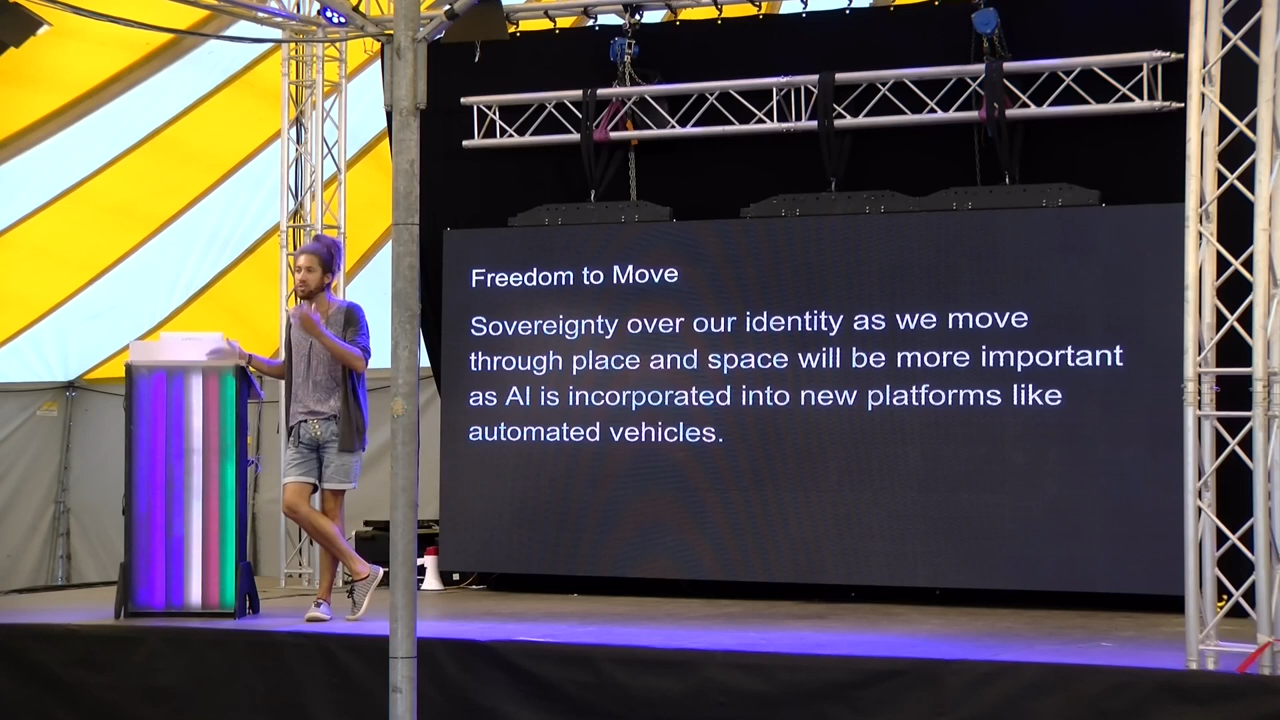 Freedom to Move
Sovereignty over our identity as we move
through place and space will be more important
as AI is incorporated into new platforms like
automated vehicles.